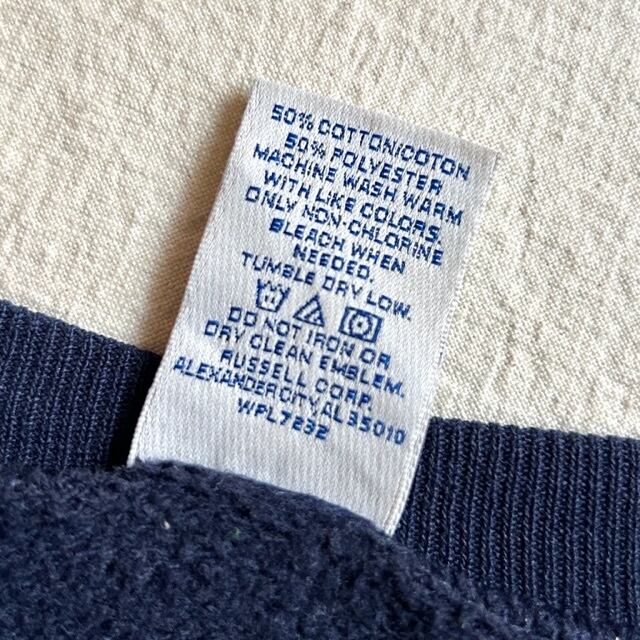 50% COTTON/COTON
50% POLYESTER
MACHINE WASH WARM
WITH LIKE COLORS.
ONLY NON-CHLORINE
BLEACH WHEN
NEEDED.
TUMBLE DRY LOW.
DO NOT IRON OR
DRY CLEAN EMBLEM.
RUSSELL CORP.
ALEXANDER CITY, AL 35010
WPL7232